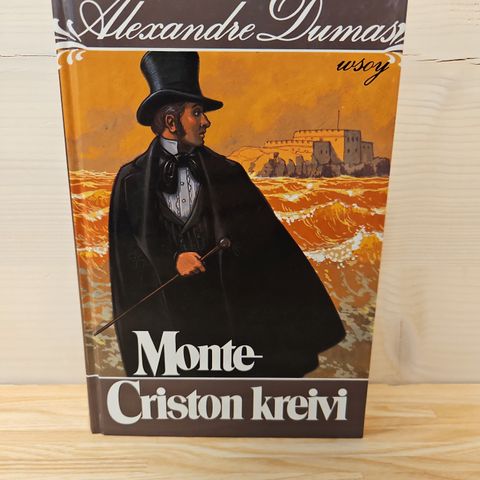 Alexandre Dumas
wsoy
Monte-
Criston kreivi